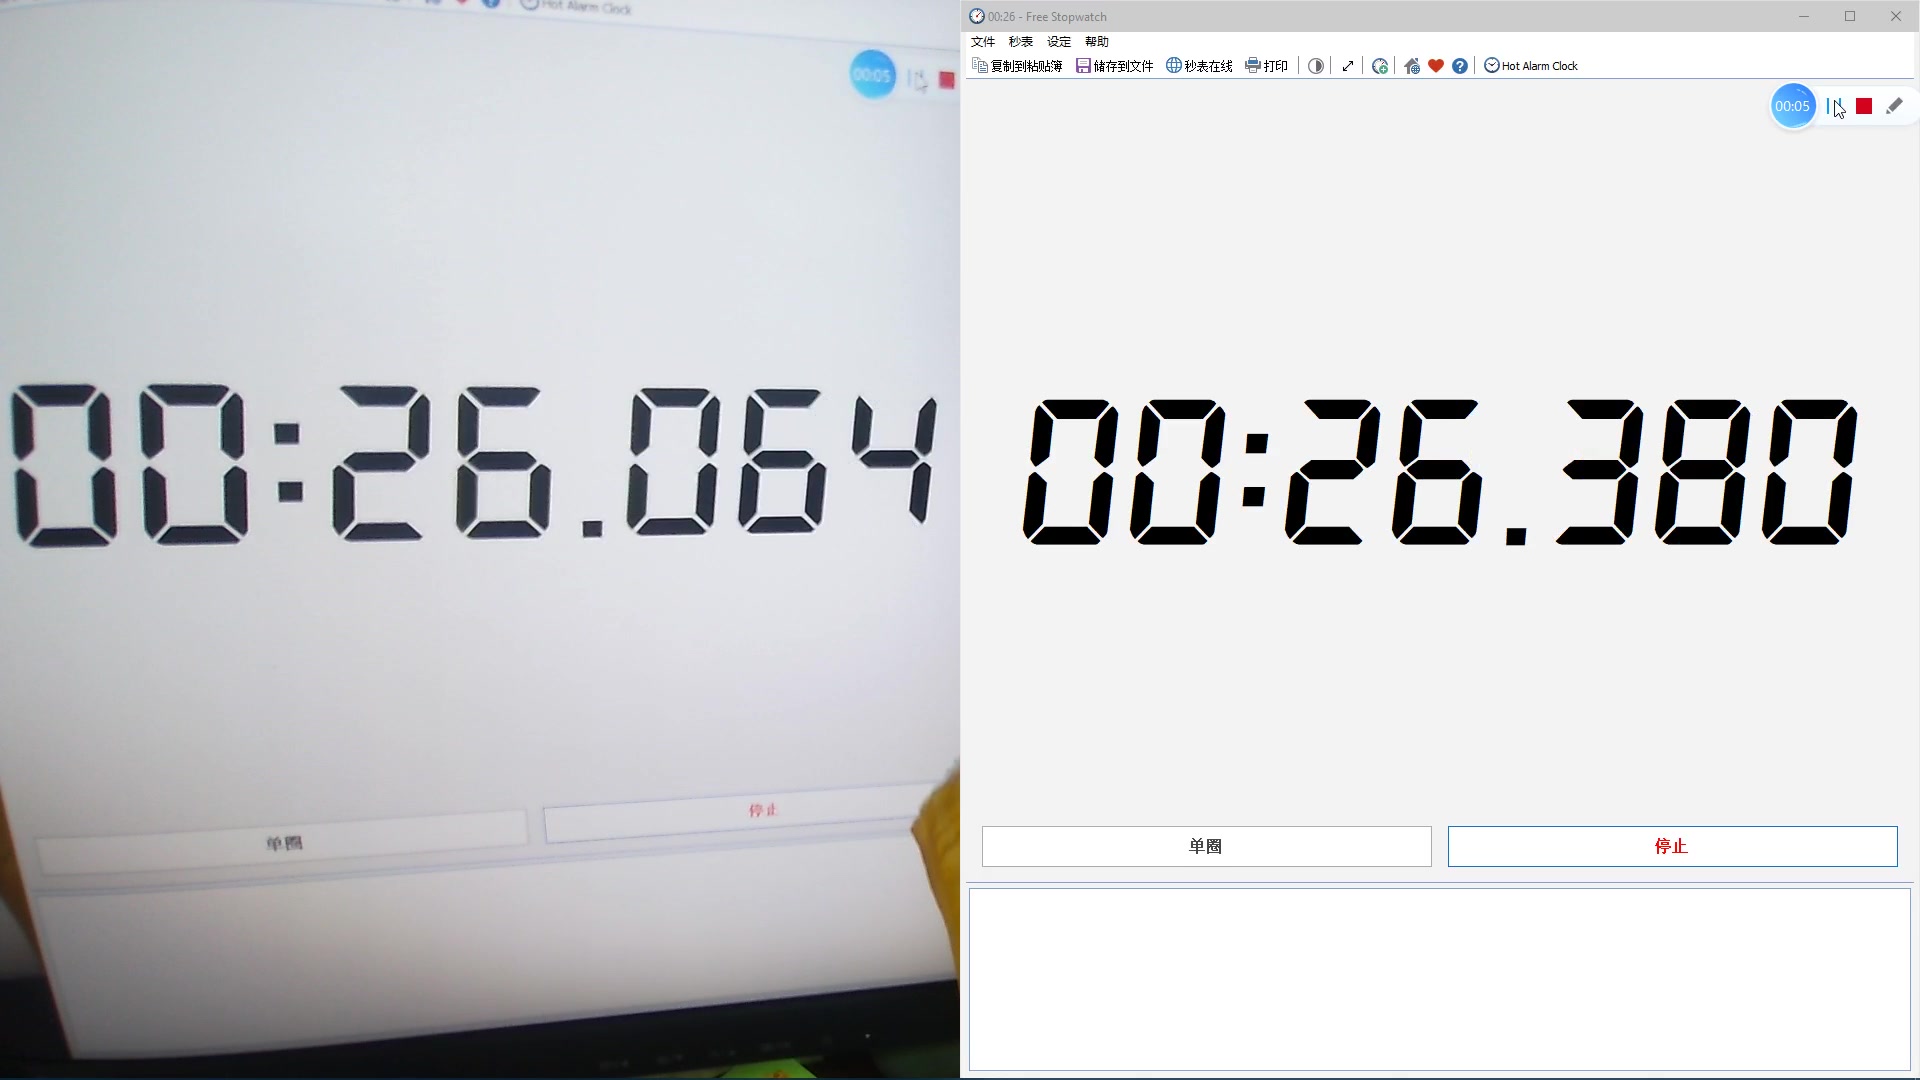 Hot Alarm Clock
00:05
00:26.064
单圈
停止
00:26 - Free Stopwatch
文件 秒表 设定 帮助
复制到粘贴簿 储存到文件 秒表在线 打印 Hot Alarm Clock
00:05
00:26.380
单圈 停止